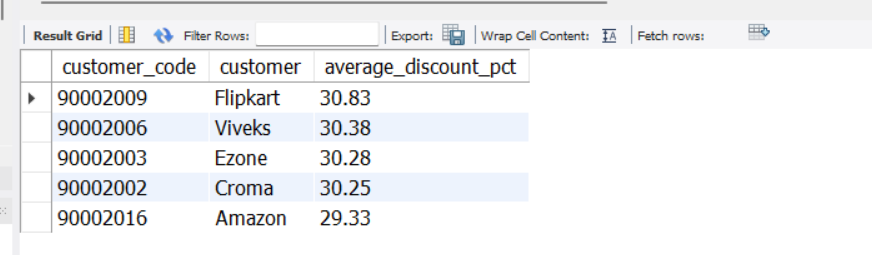 Result Grid Filter Rows: Export: Wrap Cell Content: IA Fetch rows:
customer_code customer average_discount_pct
90002009 Flipkart 30.83
90002006 Viveks 30.38
90002003 Ezone 30.28
90002002 Croma 30.25
90002016 Amazon 29.33